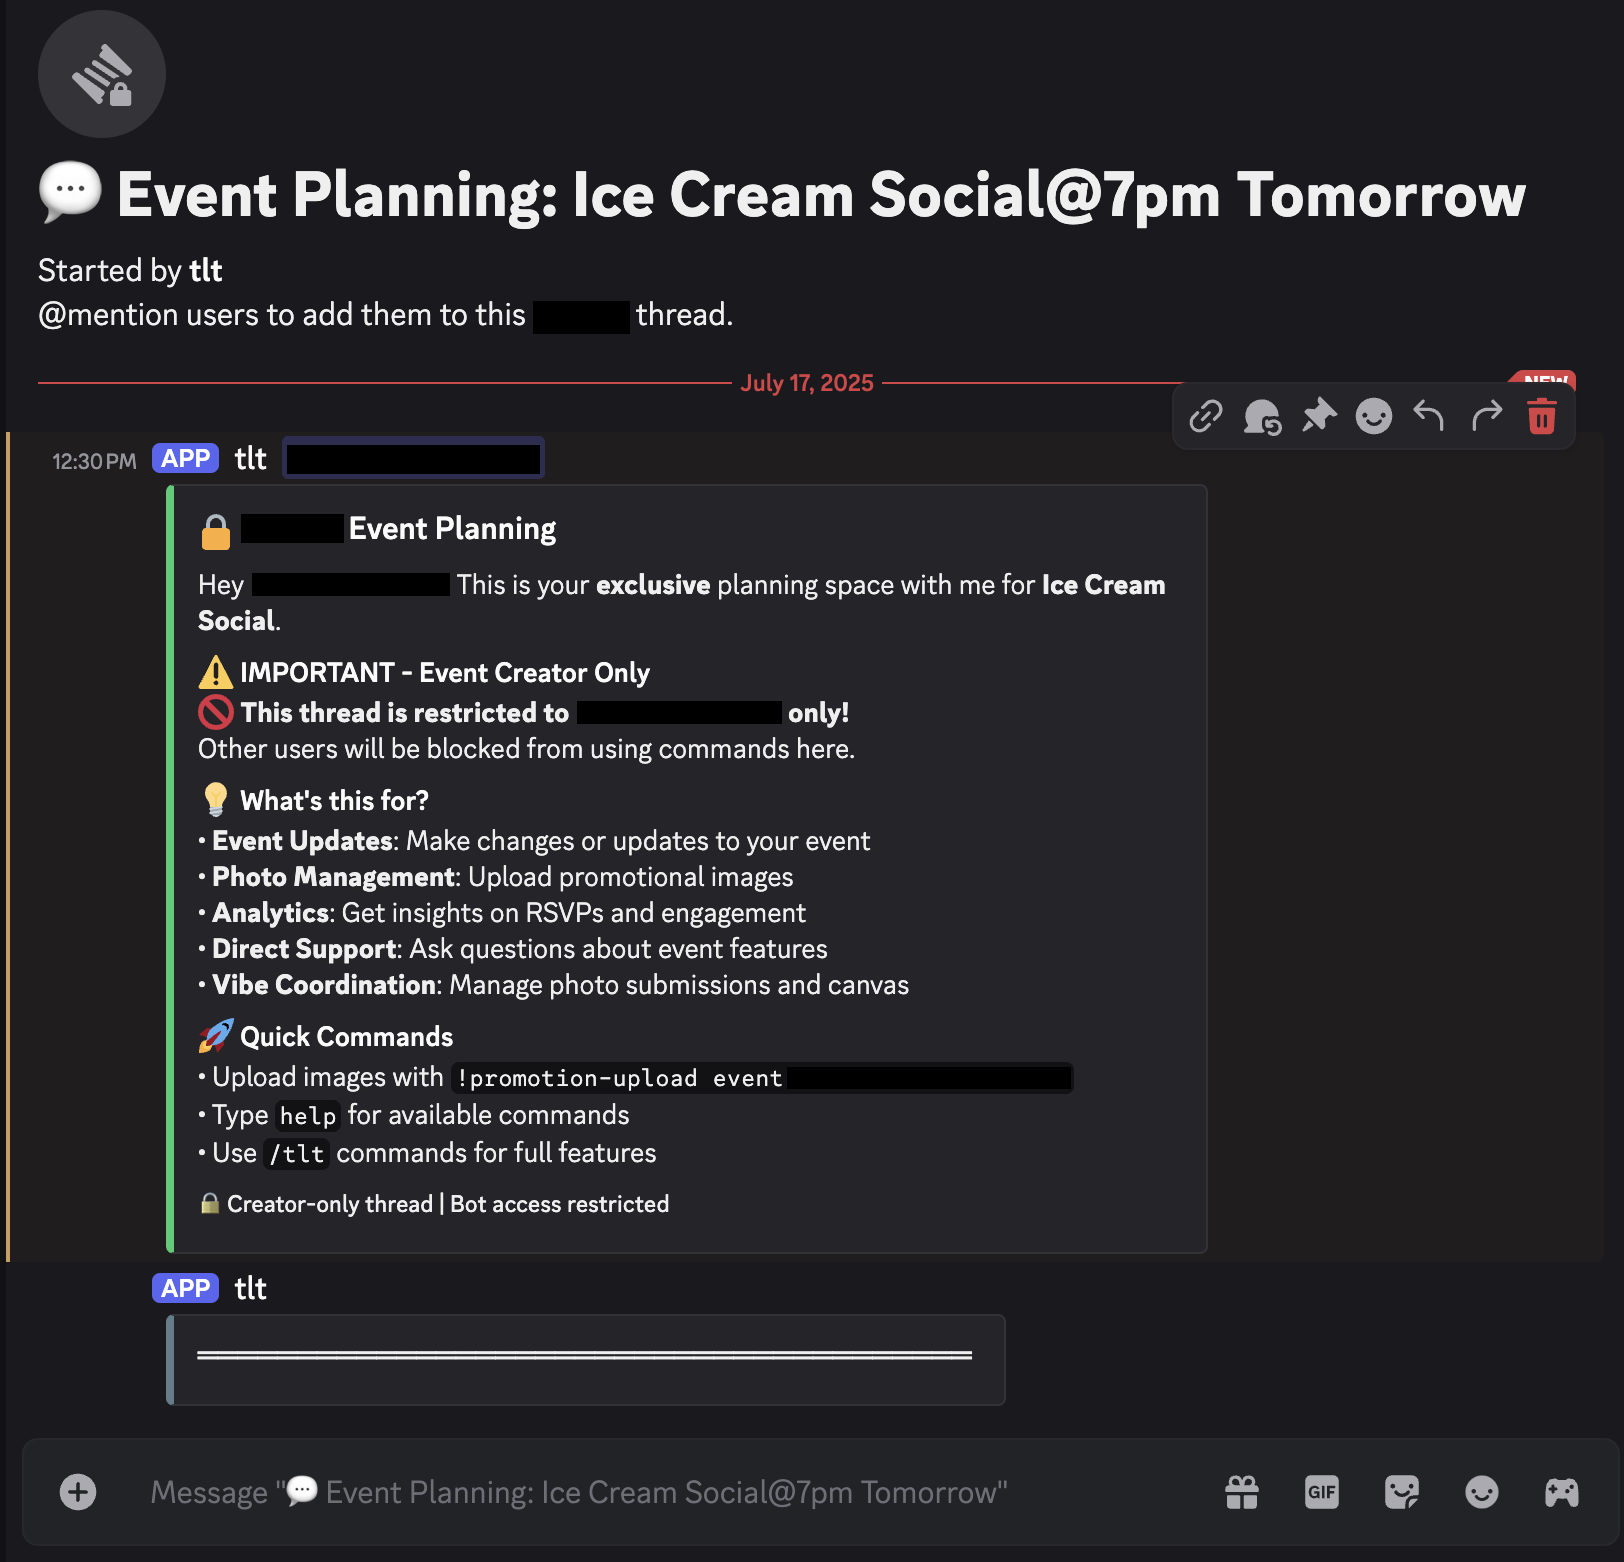 Event Planning: Ice Cream Social@7pm Tomorrow
Started by tlt
@mention users to add them to this thread.
July 17, 2025
NEW
12:30 PM APP tlt
Event Planning
Hey This is your exclusive planning space with me for Ice Cream
Social.
IMPORTANT - Event Creator Only
This thread is restricted to only!
Other users will be blocked from using commands here.
What's this for?
• Event Updates: Make changes or updates to your event
• Photo Management: Upload promotional images
• Analytics: Get insights on RSVPs and engagement
• Direct Support: Ask questions about event features
• Vibe Coordination: Manage photo submissions and canvas
Quick Commands
• Upload images with !promotion-upload event
• Type help for available commands
• Use /tlt commands for full features
Creator-only thread | Bot access restricted
APP tlt
Message "💬 Event Planning: Ice Cream Social@7pm Tomorrow"
GIF